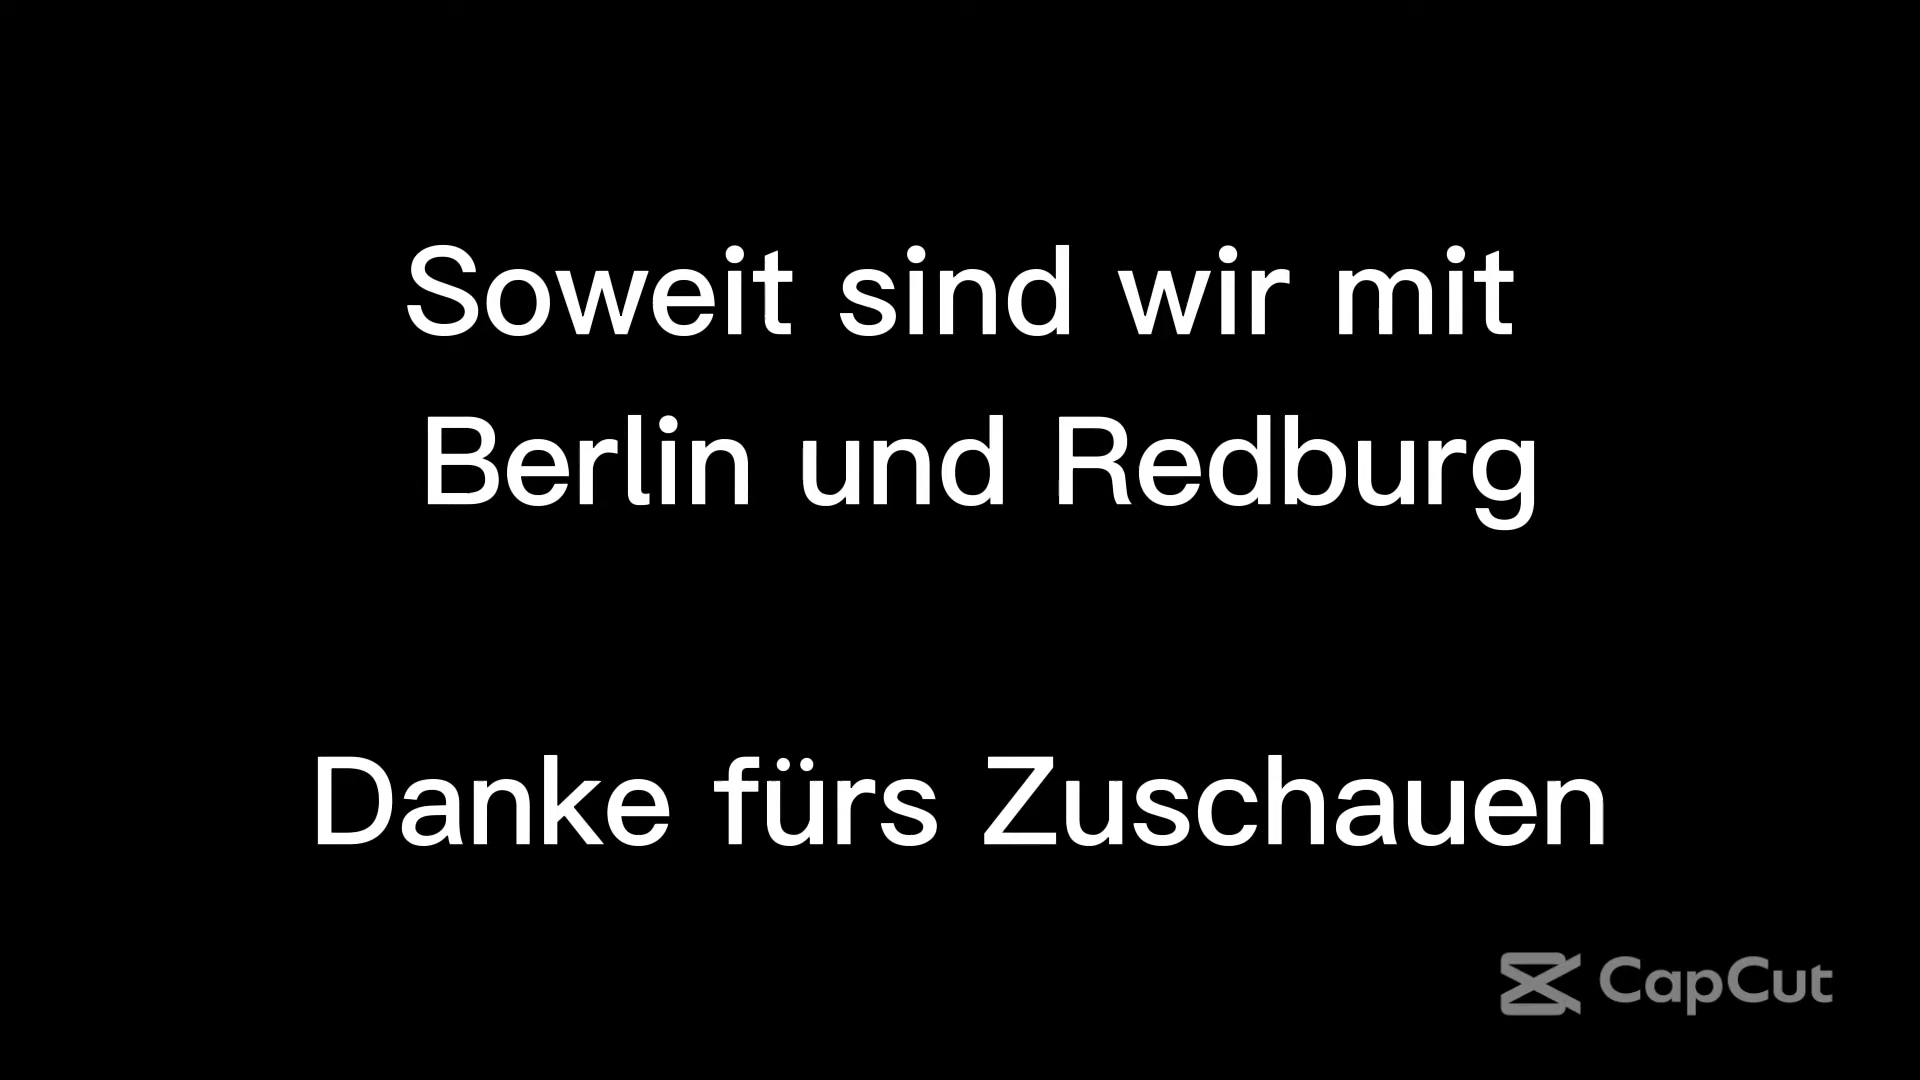 Soweit sind wir mit
Berlin und Redburg
Danke fürs Zuschauen
CapCut